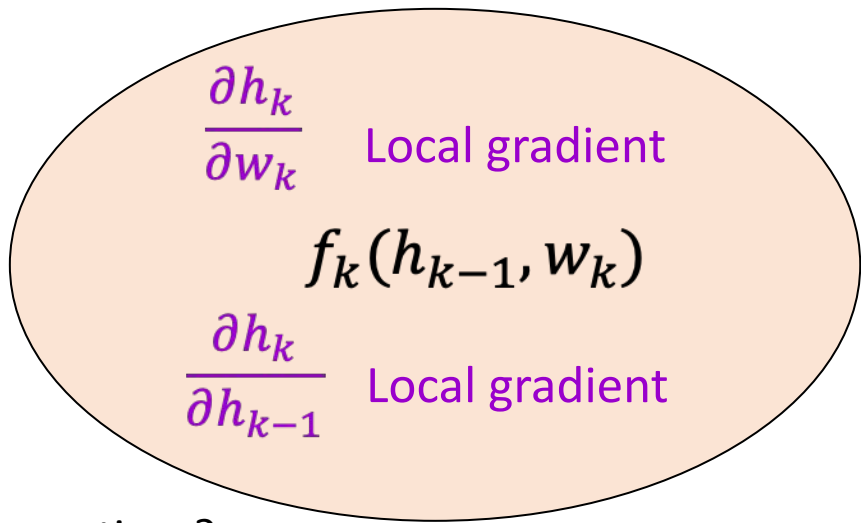 ∂h_k/∂w_k Local gradient
f_k(h_{k−1}, w_k)
∂h_k/∂h_{k−1} Local gradient